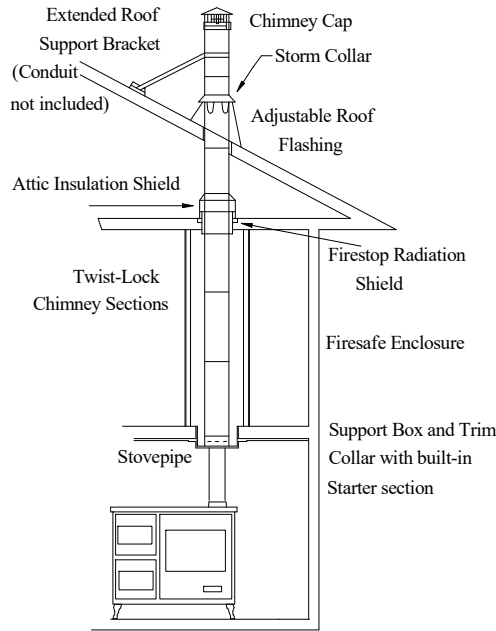 Extended Roof
Support Bracket
(Conduit
not included)
Chimney Cap
Storm Collar
Adjustable Roof
Flashing
Attic Insulation Shield
Firestop Radiation
Shield
Twist-Lock
Chimney Sections
Firesafe Enclosure
Support Box and Trim
Collar with built-in
Starter section
Stovepipe